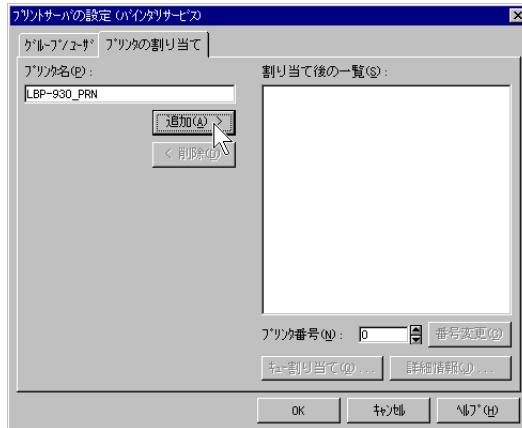 プリントサーバの設定 (バインダリサービス)
グループ/ユーザ プリンタの割り当て
プリンタ名(P):
LBP-930_PRN
追加(A) >
< 削除(D)
割り当て後の一覧(S):
プリンタ番号(N): 0 番号変更(C)
キュー割り当て(Q) ... 詳細情報(J) ...
OK キャンセル ヘルプ(H)